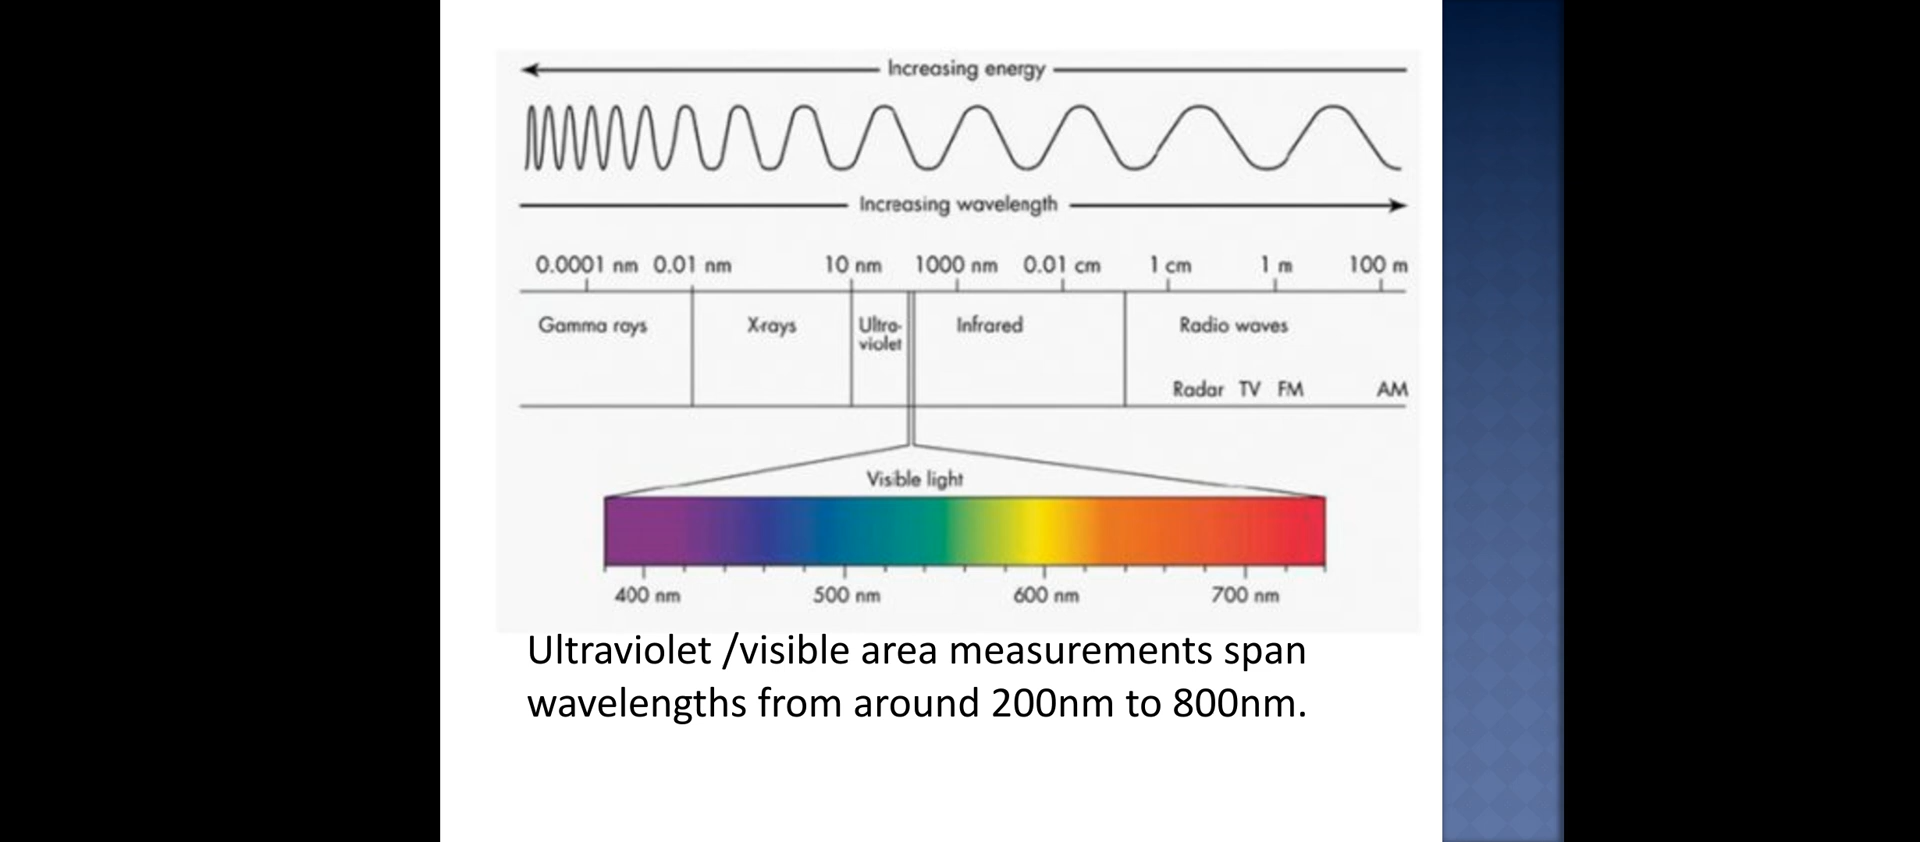 Increasing energy
Increasing wavelength
0.0001 nm 0.01 nm 10 nm 1000 nm 0.01 cm 1 cm 1 m 100 m
Gamma rays X-rays Ultra- Infrared Radio waves
violet
Radar TV FM AM
Visible light
400 nm 500 nm 600 nm 700 nm
Ultraviolet /visible area measurements span
wavelengths from around 200nm to 800nm.